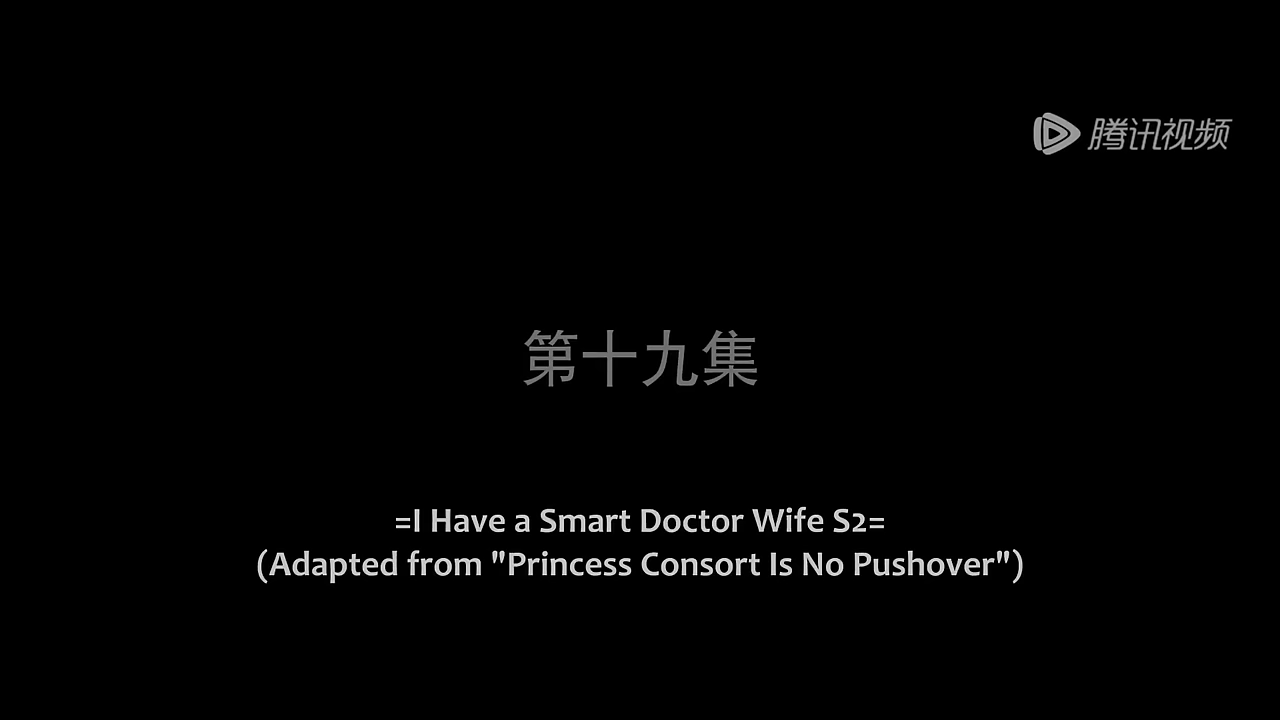 腾讯视频
第十九集
=I Have a Smart Doctor Wife S2=
(Adapted from "Princess Consort Is No Pushover")